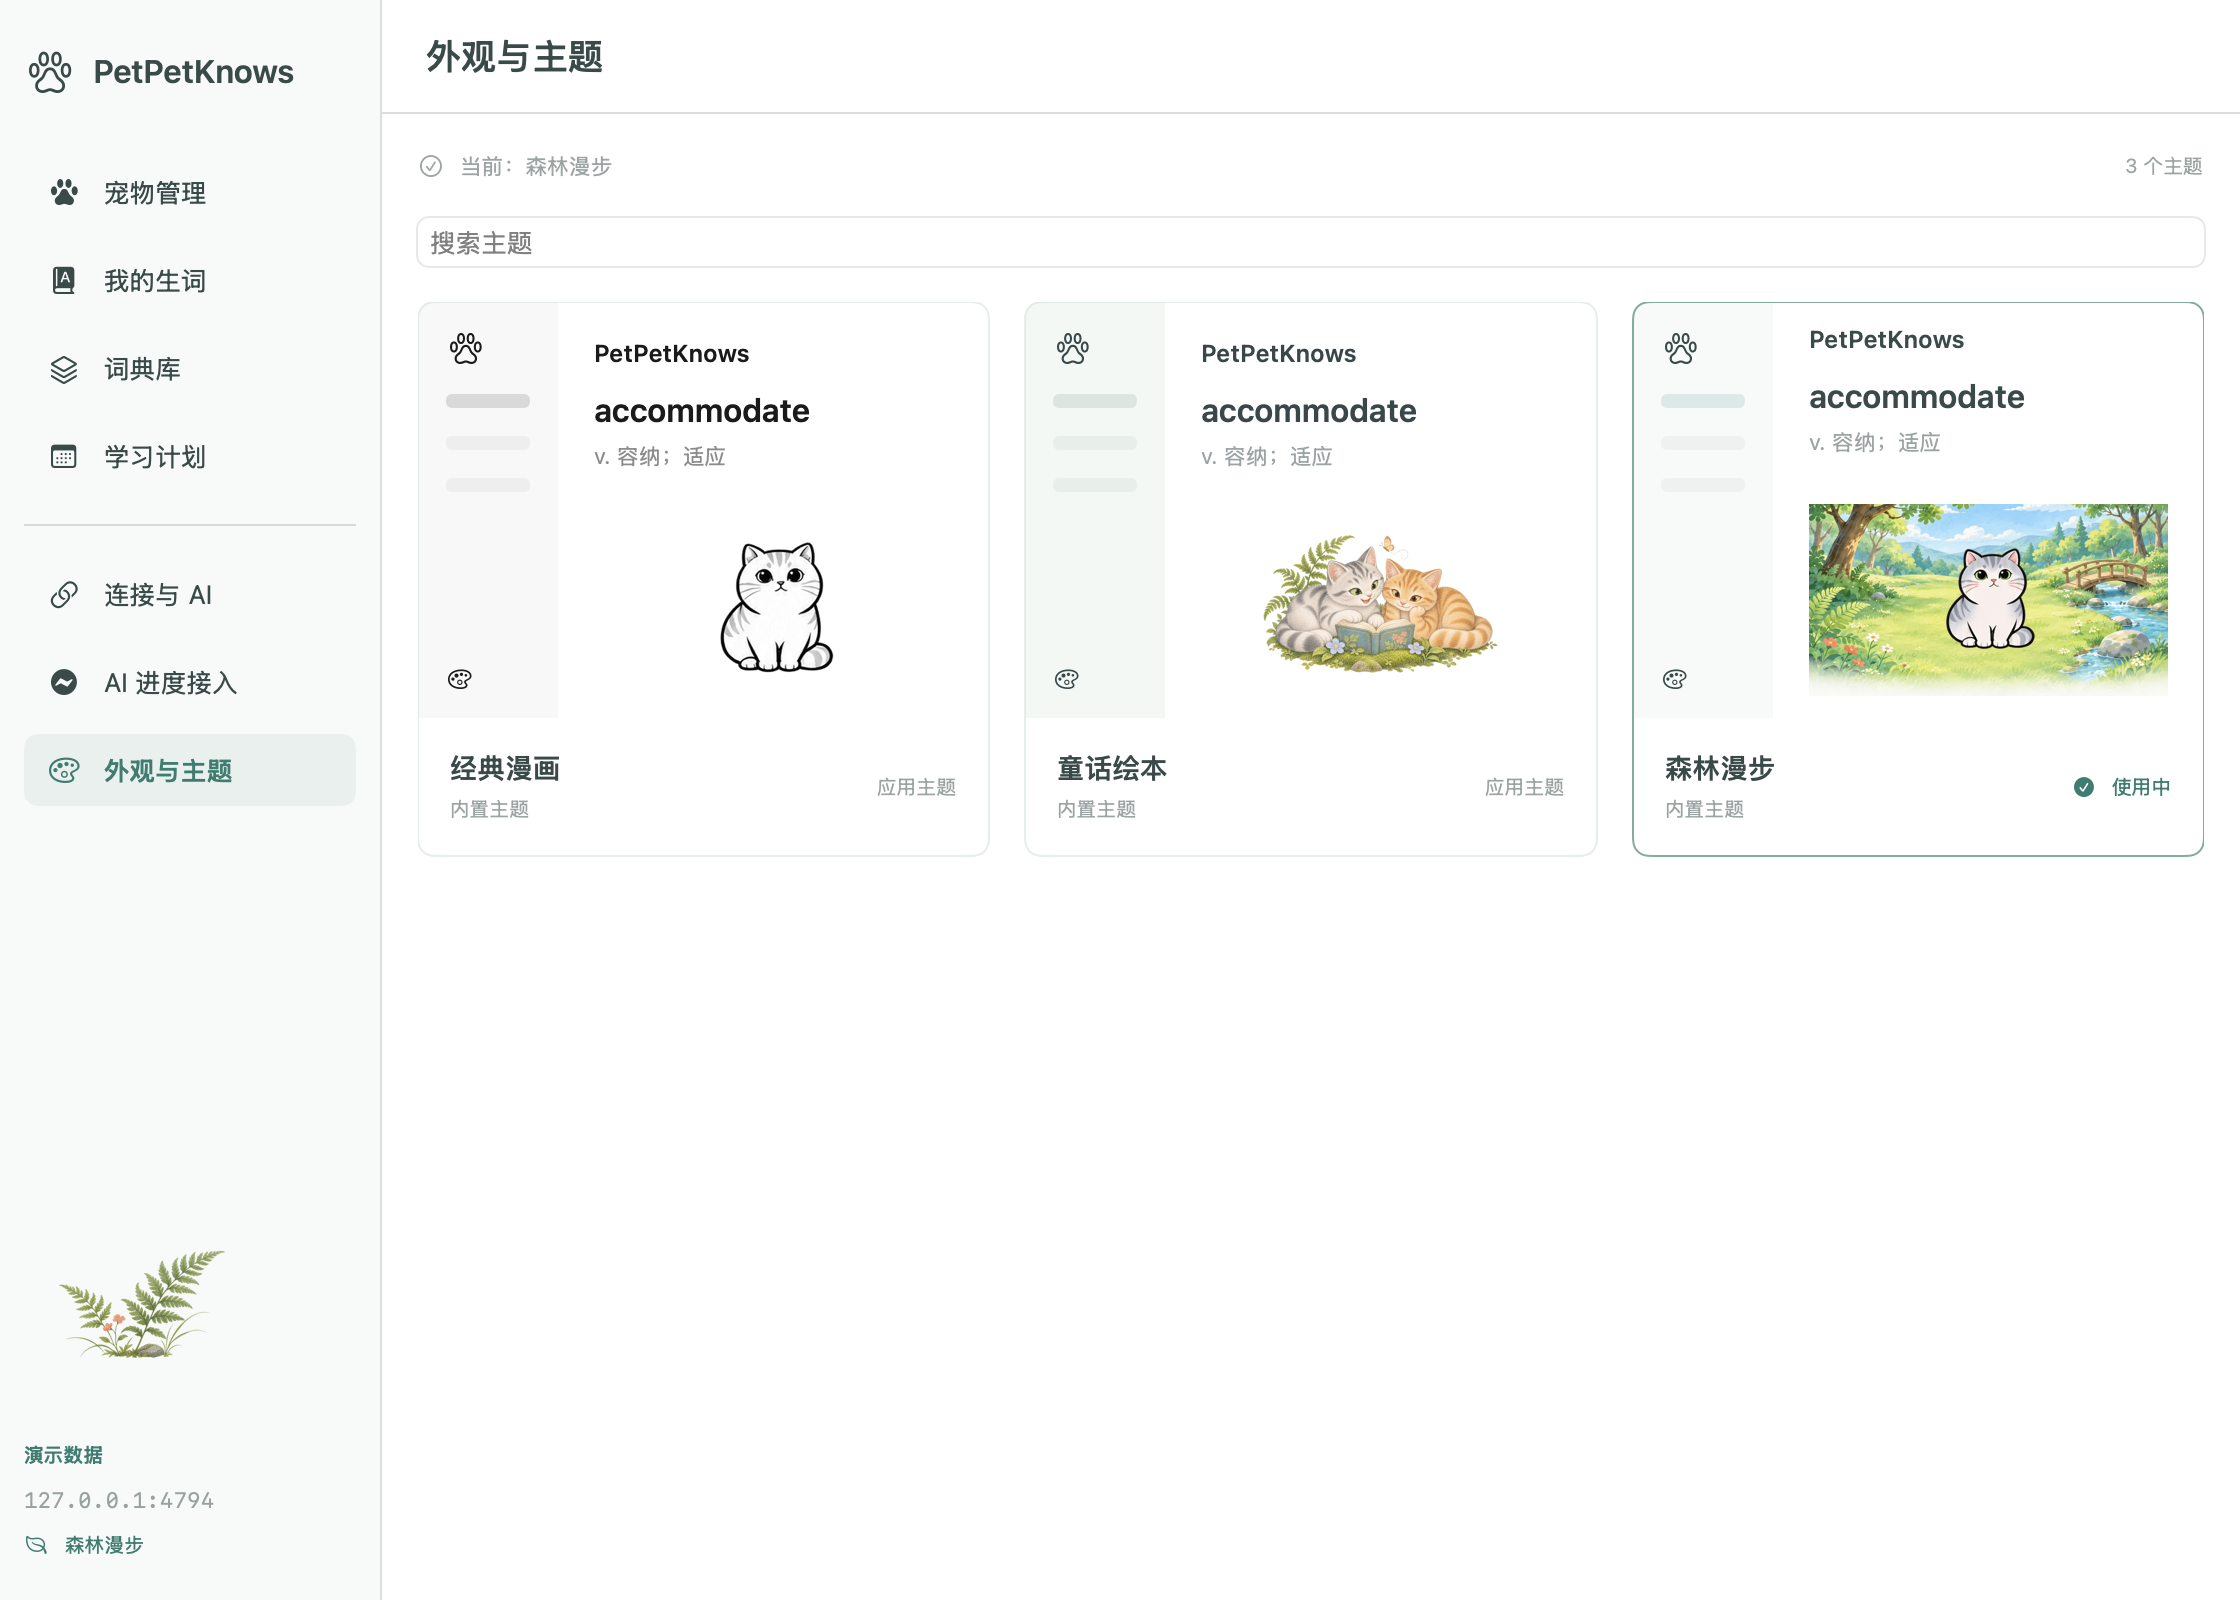 PetPetKnows
宠物管理
我的生词
词典库
学习计划
连接与 AI
AI 进度接入
外观与主题
演示数据
127.0.0.1:4794
森林漫步
外观与主题
当前：森林漫步
3 个主题
搜索主题
PetPetKnows
accommodate
v. 容纳；适应
经典漫画
内置主题
应用主题
PetPetKnows
accommodate
v. 容纳；适应
童话绘本
内置主题
应用主题
PetPetKnows
accommodate
v. 容纳；适应
森林漫步
内置主题
使用中